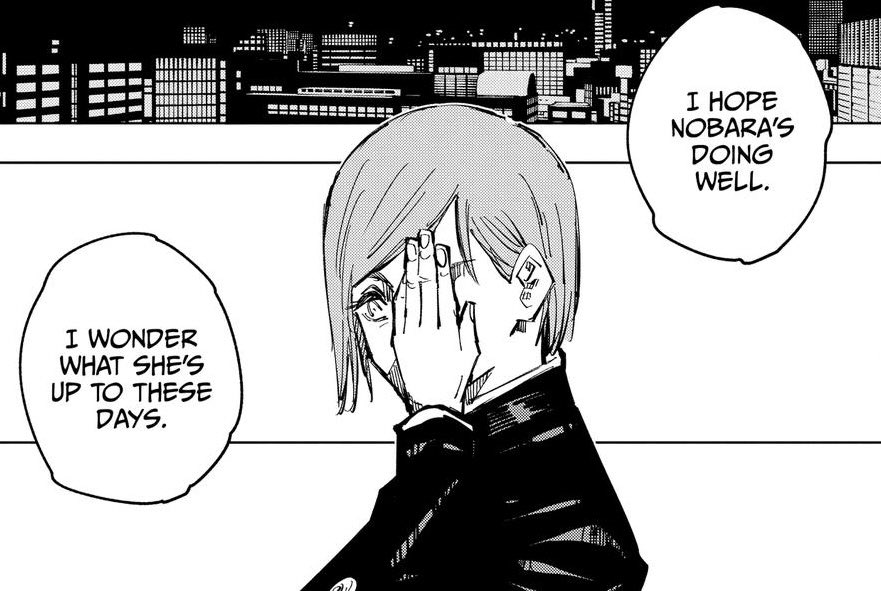 I HOPE
NOBARA'S
DOING
WELL.
I WONDER
WHAT SHE'S
UP TO THESE
DAYS.